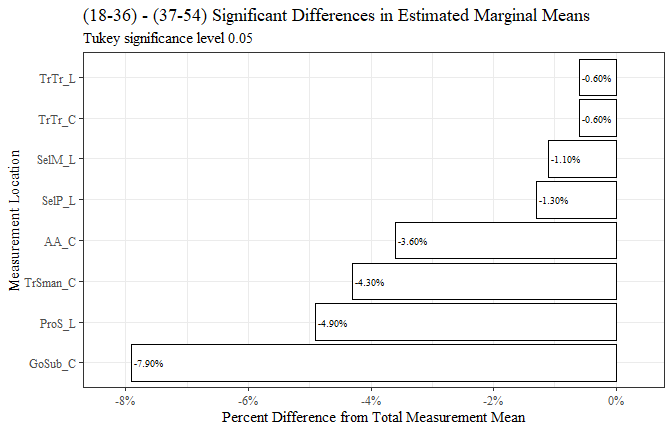 (18-36) - (37-54) Significant Differences in Estimated Marginal Means
Tukey significance level 0.05
Measurement Location
TrTr_L
-0.60%
TrTr_C
-0.60%
SelM_L
-1.10%
SelP_L
-1.30%
AA_C
-3.60%
TrSman_C
-4.30%
ProS_L
-4.90%
GoSub_C
-7.90%
-8% -6% -4% -2% 0%
Percent Difference from Total Measurement Mean